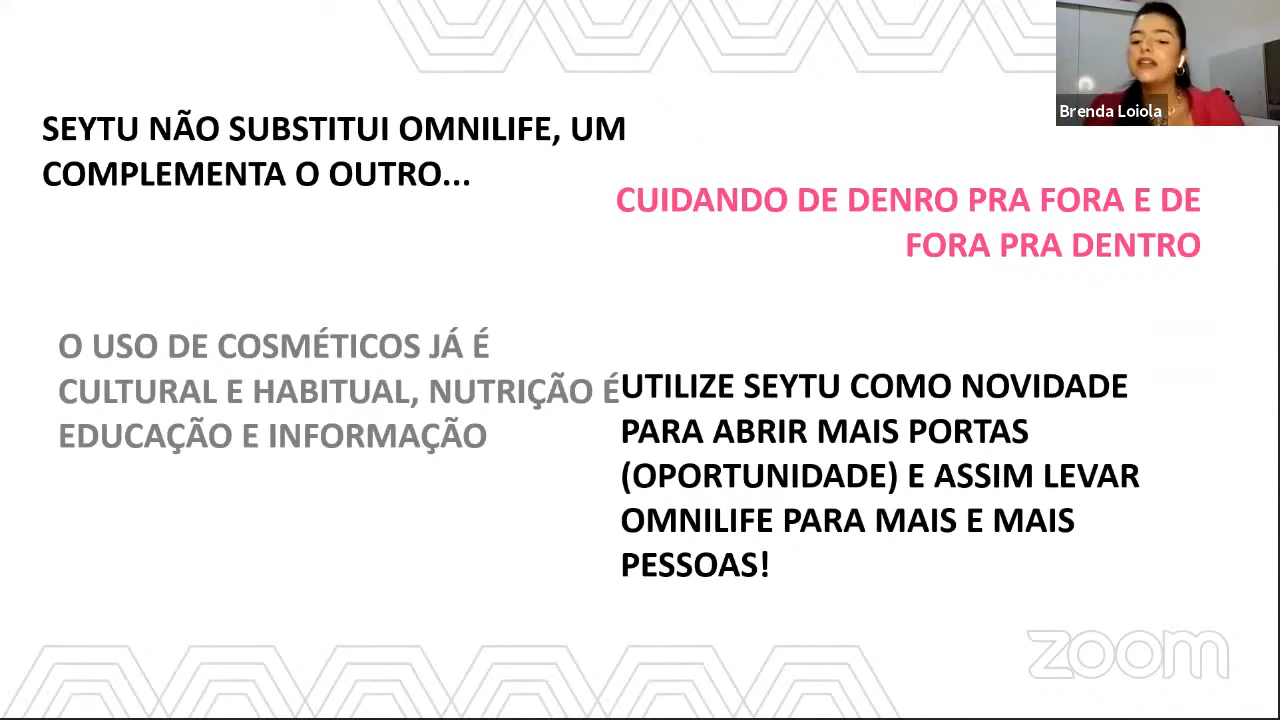 Brenda Loiola
SEYTU NÃO SUBSTITUI OMNILIFE, UM
COMPLEMENTA O OUTRO...
CUIDANDO DE DENRO PRA FORA E DE
FORA PRA DENTRO
O USO DE COSMÉTICOS JÁ É
CULTURAL E HABITUAL, NUTRIÇÃO É
EDUCAÇÃO E INFORMAÇÃO
UTILIZE SEYTU COMO NOVIDADE
PARA ABRIR MAIS PORTAS
(OPORTUNIDADE) E ASSIM LEVAR
OMNILIFE PARA MAIS E MAIS
PESSOAS!
zoom